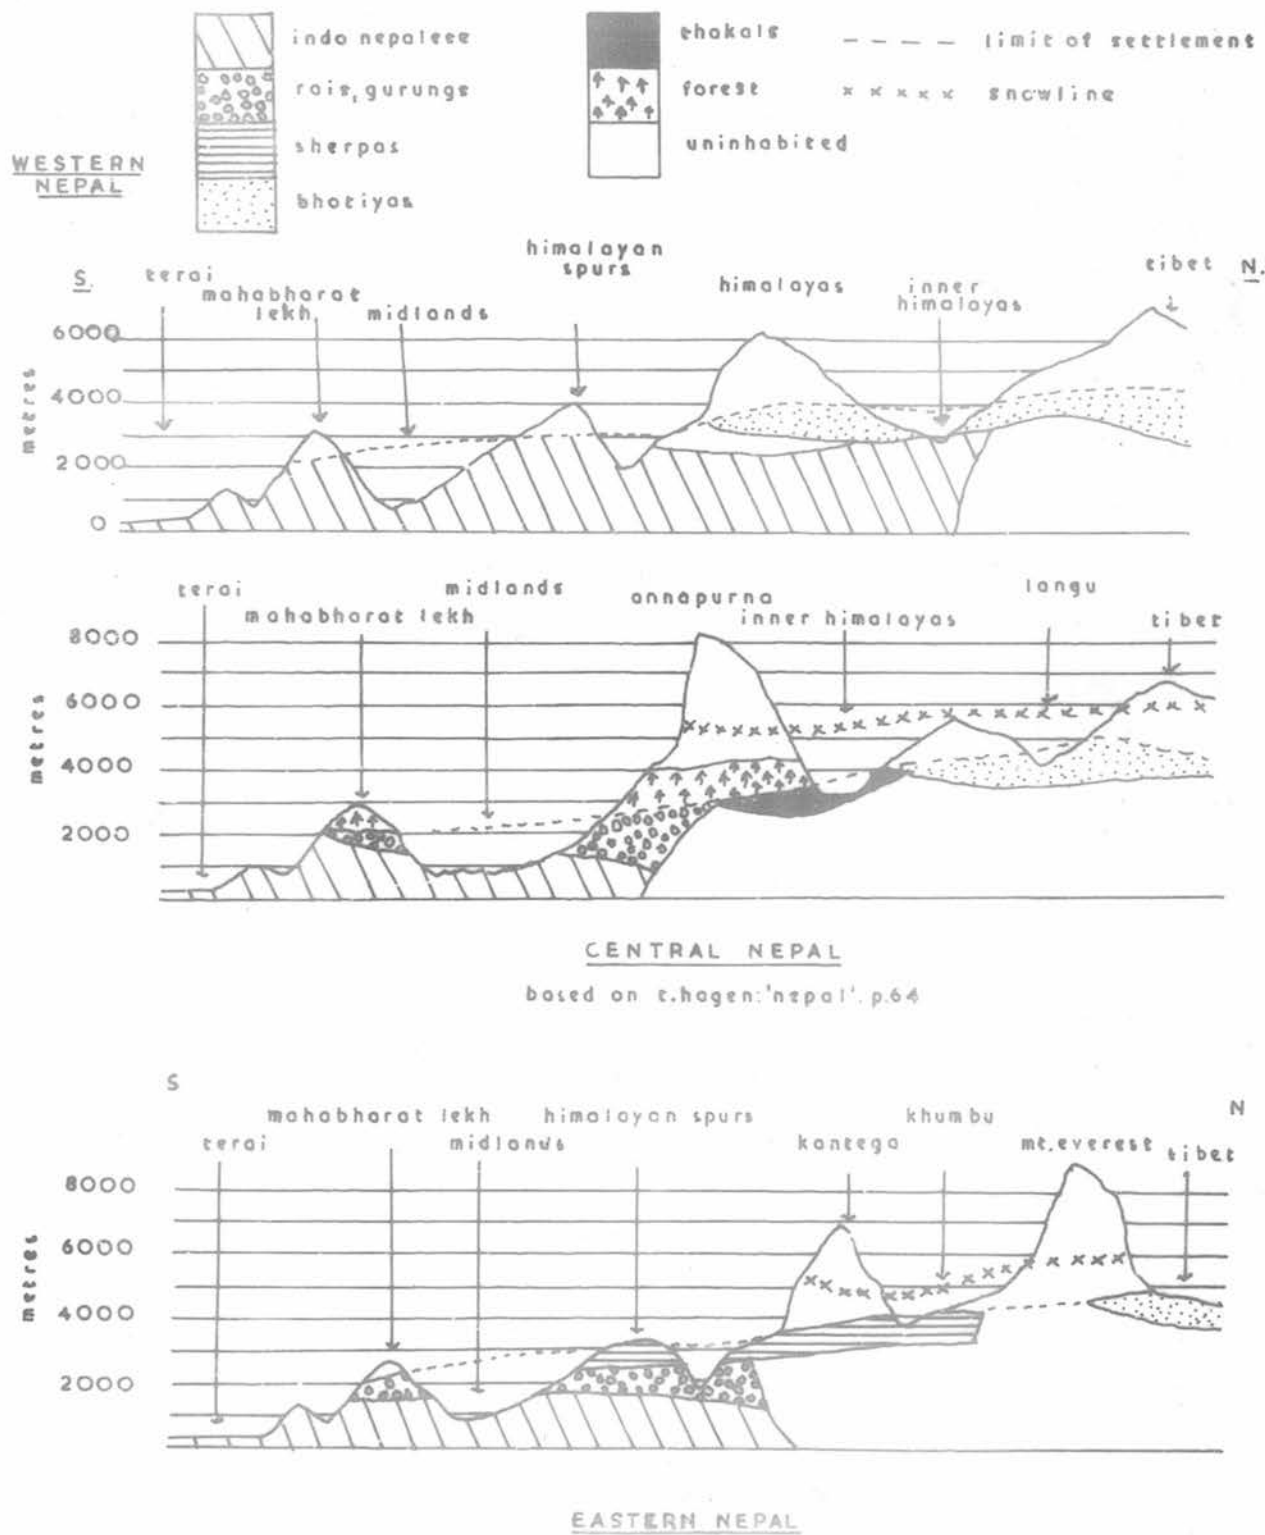 indo nepalese
rais, gurungs
sherpas
bhotiyas
thakals
forest
uninhabited
limit of settlement
snowline
WESTERN
NEPAL
S.
terai
mahabharat
lekh
midlands
himalayan
spurs
himalayas
inner
himalayas
tibet
N.
metres
6000
4000
2000
0
terai
mahabharat lekh
midlands
annapurna
inner himalayas
langu
tibet
metres
8000
6000
4000
2000
CENTRAL NEPAL
based on t.hagen:'nepal'. p.64
S
N
terai
mahabharat lekh
midlands
himalayan spurs
kantega
khumbu
mt.everest
tibet
metres
8000
6000
4000
2000
EASTERN NEPAL